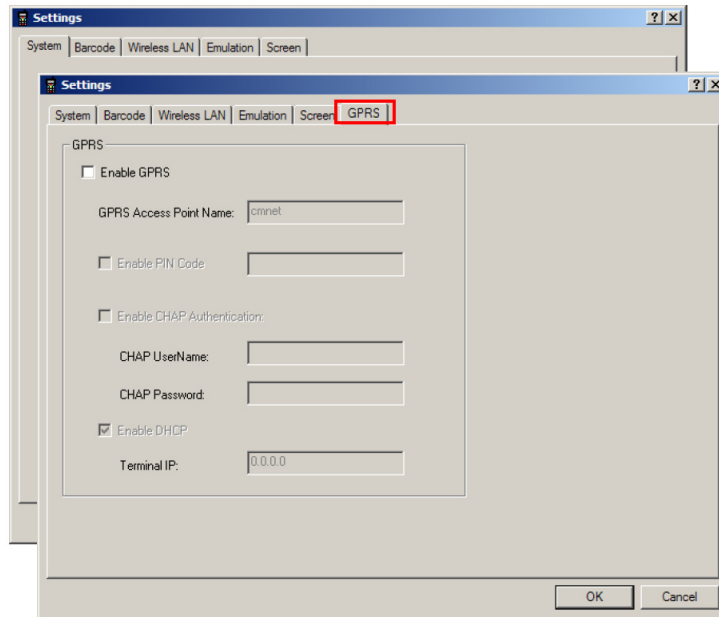 Settings
System Barcode Wireless LAN Emulation Screen
Settings
System Barcode Wireless LAN Emulation Screen GPRS
GPRS
Enable GPRS
GPRS Access Point Name: cmnet
Enable PIN Code
Enable CHAP Authentication:
CHAP UserName:
CHAP Password:
Enable DHCP
Terminal IP: 0.0.0.0
OK Cancel